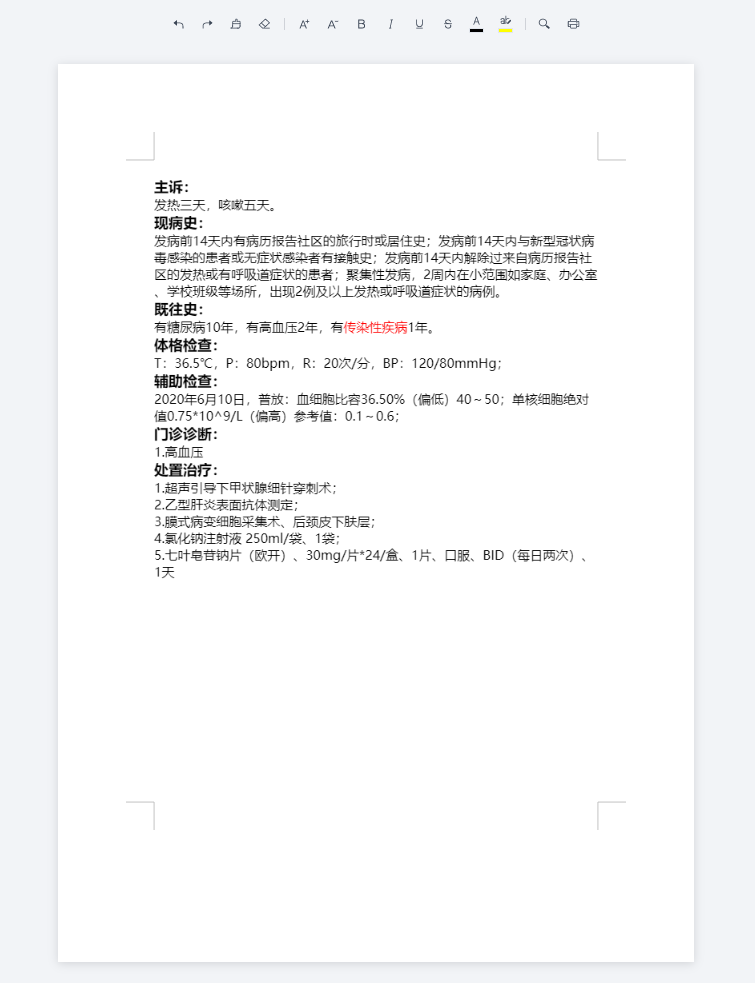 主诉：
发热三天，咳嗽五天。
现病史：
发病前14天内有病历报告社区的旅行时或居住史；发病前14天内与新型冠状病
毒感染的患者或无症状感染者有接触史；发病前14天内解除过来自病历报告社
区的发热或有呼吸道症状的患者；聚集性发病，2周内在小范围如家庭、办公室
、学校班级等场所，出现2例及以上发热或呼吸道症状的病例。
既往史：
有糖尿病10年，有高血压2年，有传染性疾病1年。
体格检查：
T：36.5℃，P：80bpm，R：20次/分，BP：120/80mmHg；
辅助检查：
2020年6月10日，普放：血细胞比容36.50%（偏低）40～50；单核细胞绝对
值0.75*10^9/L（偏高）参考值：0.1～0.6；
门诊诊断：
1.高血压
处置治疗：
1.超声引导下甲状腺细针穿刺术；
2.乙型肝炎表面抗体测定；
3.膜式病变细胞采集术、后颈皮下肤层；
4.氯化钠注射液 250ml/袋、1袋；
5.七叶皂苷钠片（欧开）、30mg/片*24/盒、1片、口服、BID（每日两次）、
1天